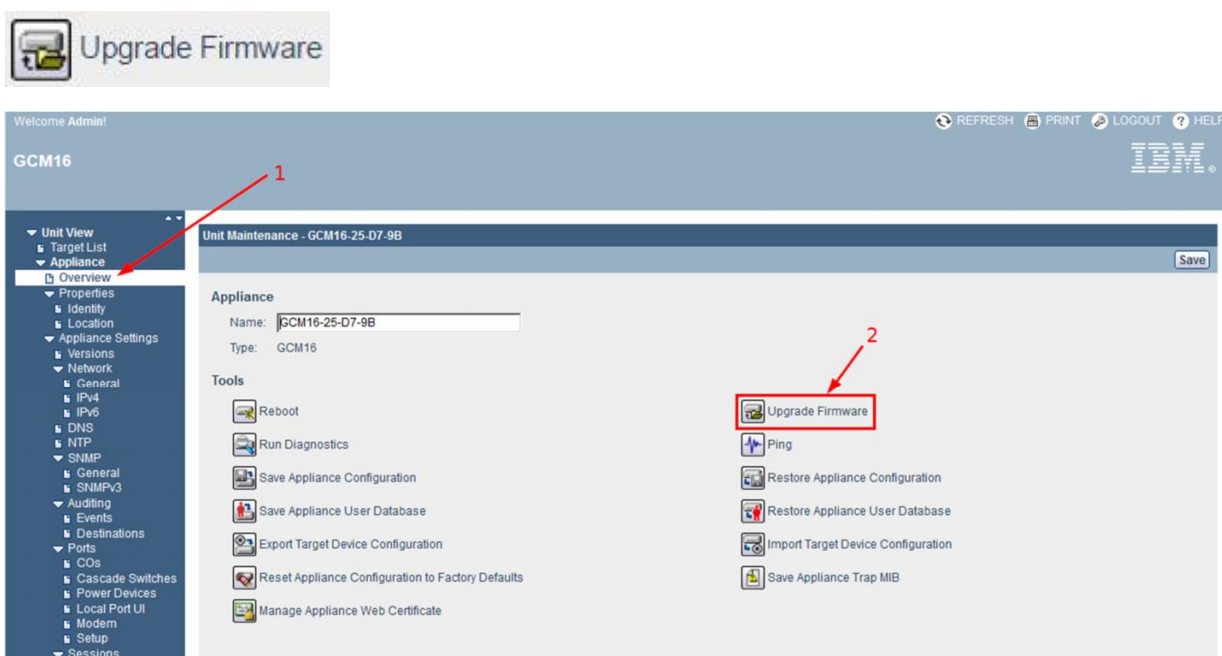 Upgrade Firmware
Welcome Admin!
REFRESH PRINT LOGOUT ? HELP
GCM16
IBM®
1
Unit View
Target List
Appliance
Overview
Properties
Identity
Location
Appliance Settings
Versions
Network
General
IPv4
IPv6
DNS
NTP
SNMP
General
SNMPv3
Auditing
Events
Destinations
Ports
COs
Cascade Switches
Power Devices
Local Port UI
Modem
Setup
Sessions
Unit Maintenance - GCM16-25-D7-9B
Save
Appliance
Name: GCM16-25-D7-9B
Type: GCM16
2
Tools
Reboot
Upgrade Firmware
Run Diagnostics
Ping
Save Appliance Configuration
Restore Appliance Configuration
Save Appliance User Database
Restore Appliance User Database
Export Target Device Configuration
Import Target Device Configuration
Reset Appliance Configuration to Factory Defaults
Save Appliance Trap MIB
Manage Appliance Web Certificate